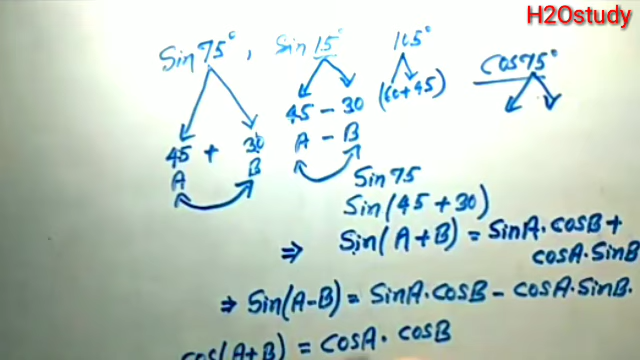 H2Ostudy
Sin 75°, Sin 15° 105° Cos 75°
45 + 30 45 - 30 (60+45)
A B A - B
Sin 75
Sin(45+30)
⇒ Sin(A+B) = SinA·cosB +
cosA·SinB
⇒ Sin(A-B) = SinA·cosB - cosA·SinB.
cos(A+B) = cosA· cosB